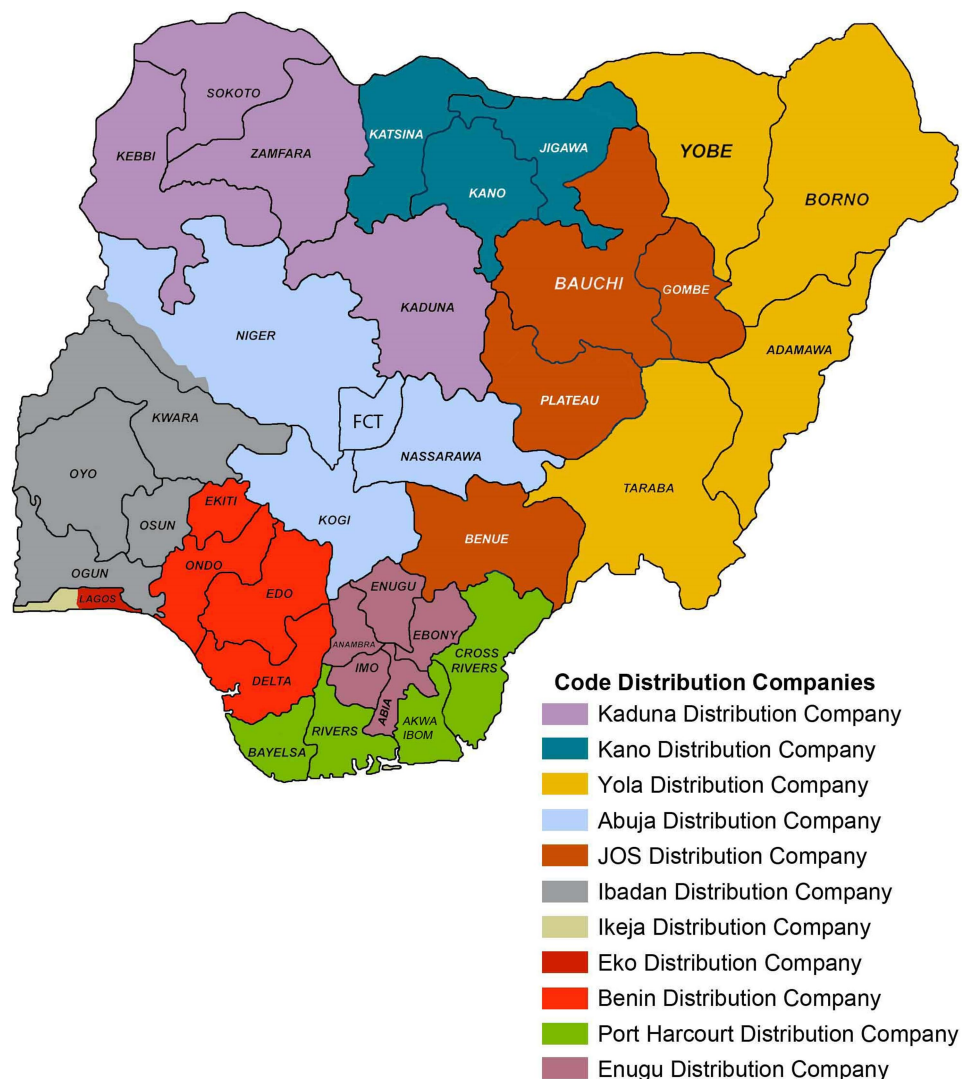 SOKOTO
KATSINA
KEBBI
ZAMFARA
JIGAWA
YOBE
KANO
BORNO
BAUCHI
GOMBE
KADUNA
NIGER
ADAMAWA
PLATEAU
KWARA
FCT
NASSARAWA
OYO
TARABA
EKITI
KOGI
OSUN
BENUE
ONDO
OGUN
ENUGU
EDO
LAGOS
EBONY
ANAMBRA
CROSS
RIVERS
IMO
DELTA
ABIA
RIVERS
AKWA
IBOM
BAYELSA
Code Distribution Companies
Kaduna Distribution Company
Kano Distribution Company
Yola Distribution Company
Abuja Distribution Company
JOS Distribution Company
Ibadan Distribution Company
Ikeja Distribution Company
Eko Distribution Company
Benin Distribution Company
Port Harcourt Distribution Company
Enugu Distribution Company